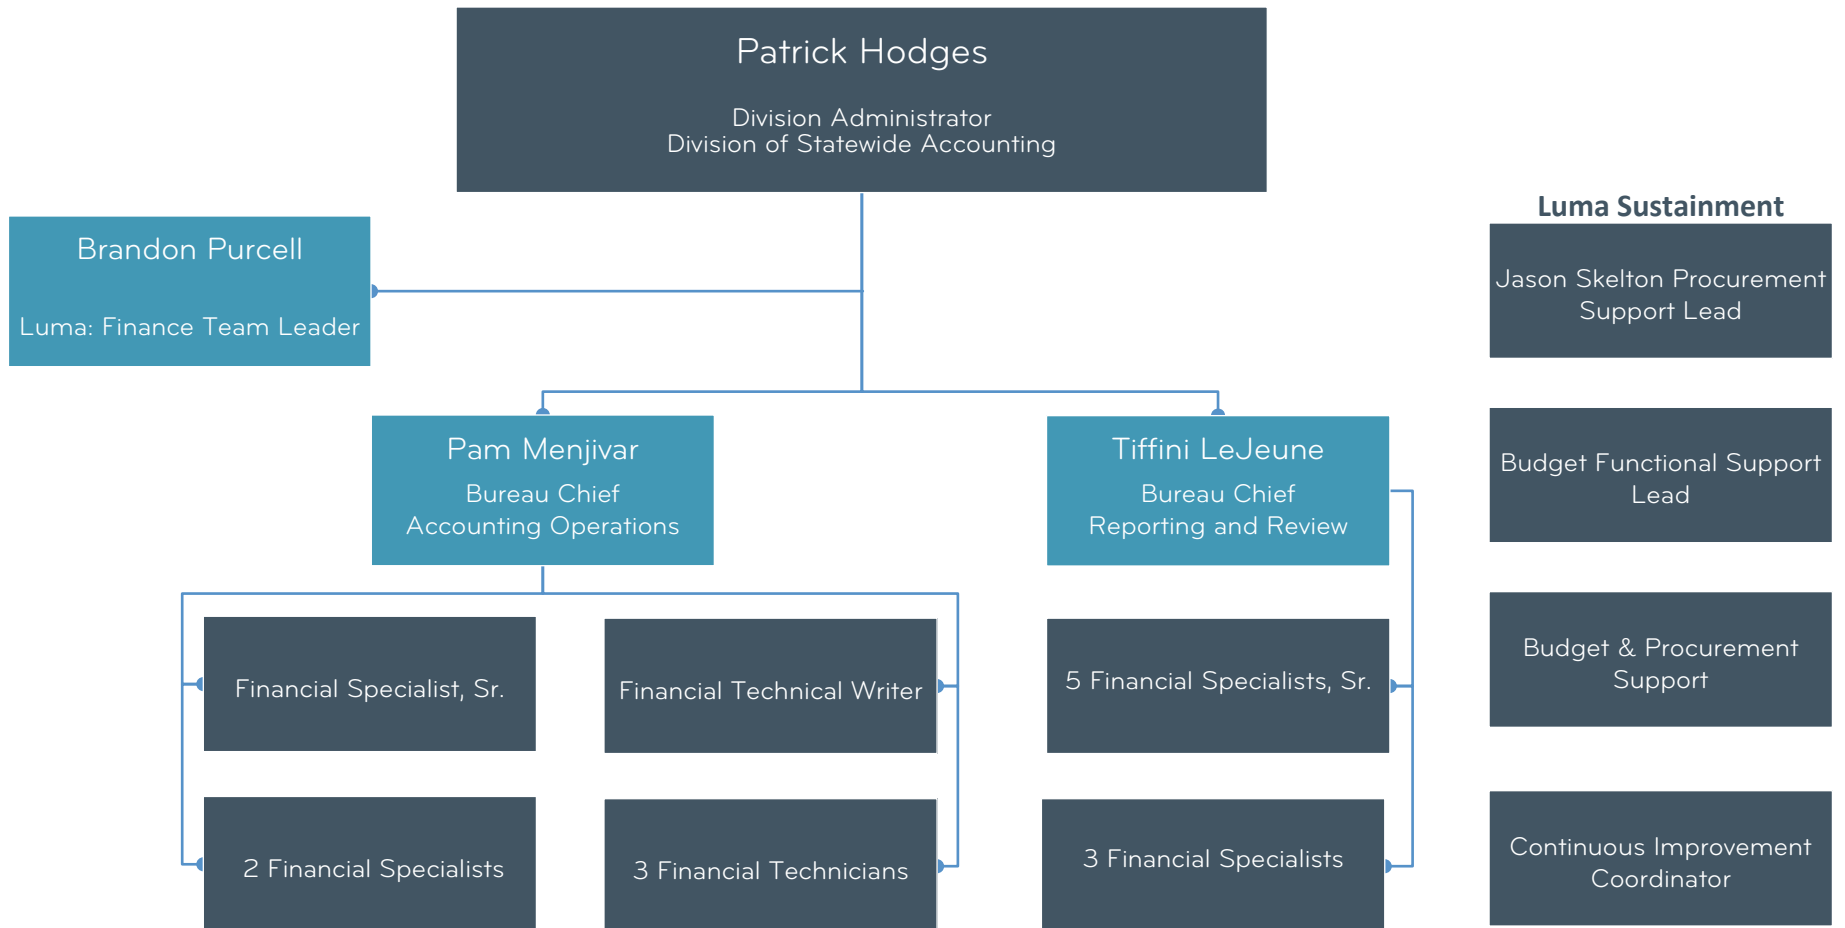 Patrick Hodges
Division Administrator
Division of Statewide Accounting
Brandon Purcell
Luma: Finance Team Leader
Pam Menjivar
Bureau Chief
Accounting Operations
Tiffini LeJeune
Bureau Chief
Reporting and Review
Financial Specialist, Sr.
Financial Technical Writer
5 Financial Specialists, Sr.
2 Financial Specialists
3 Financial Technicians
3 Financial Specialists
Luma Sustainment
Jason Skelton Procurement
Support Lead
Budget Functional Support
Lead
Budget & Procurement
Support
Continuous Improvement
Coordinator